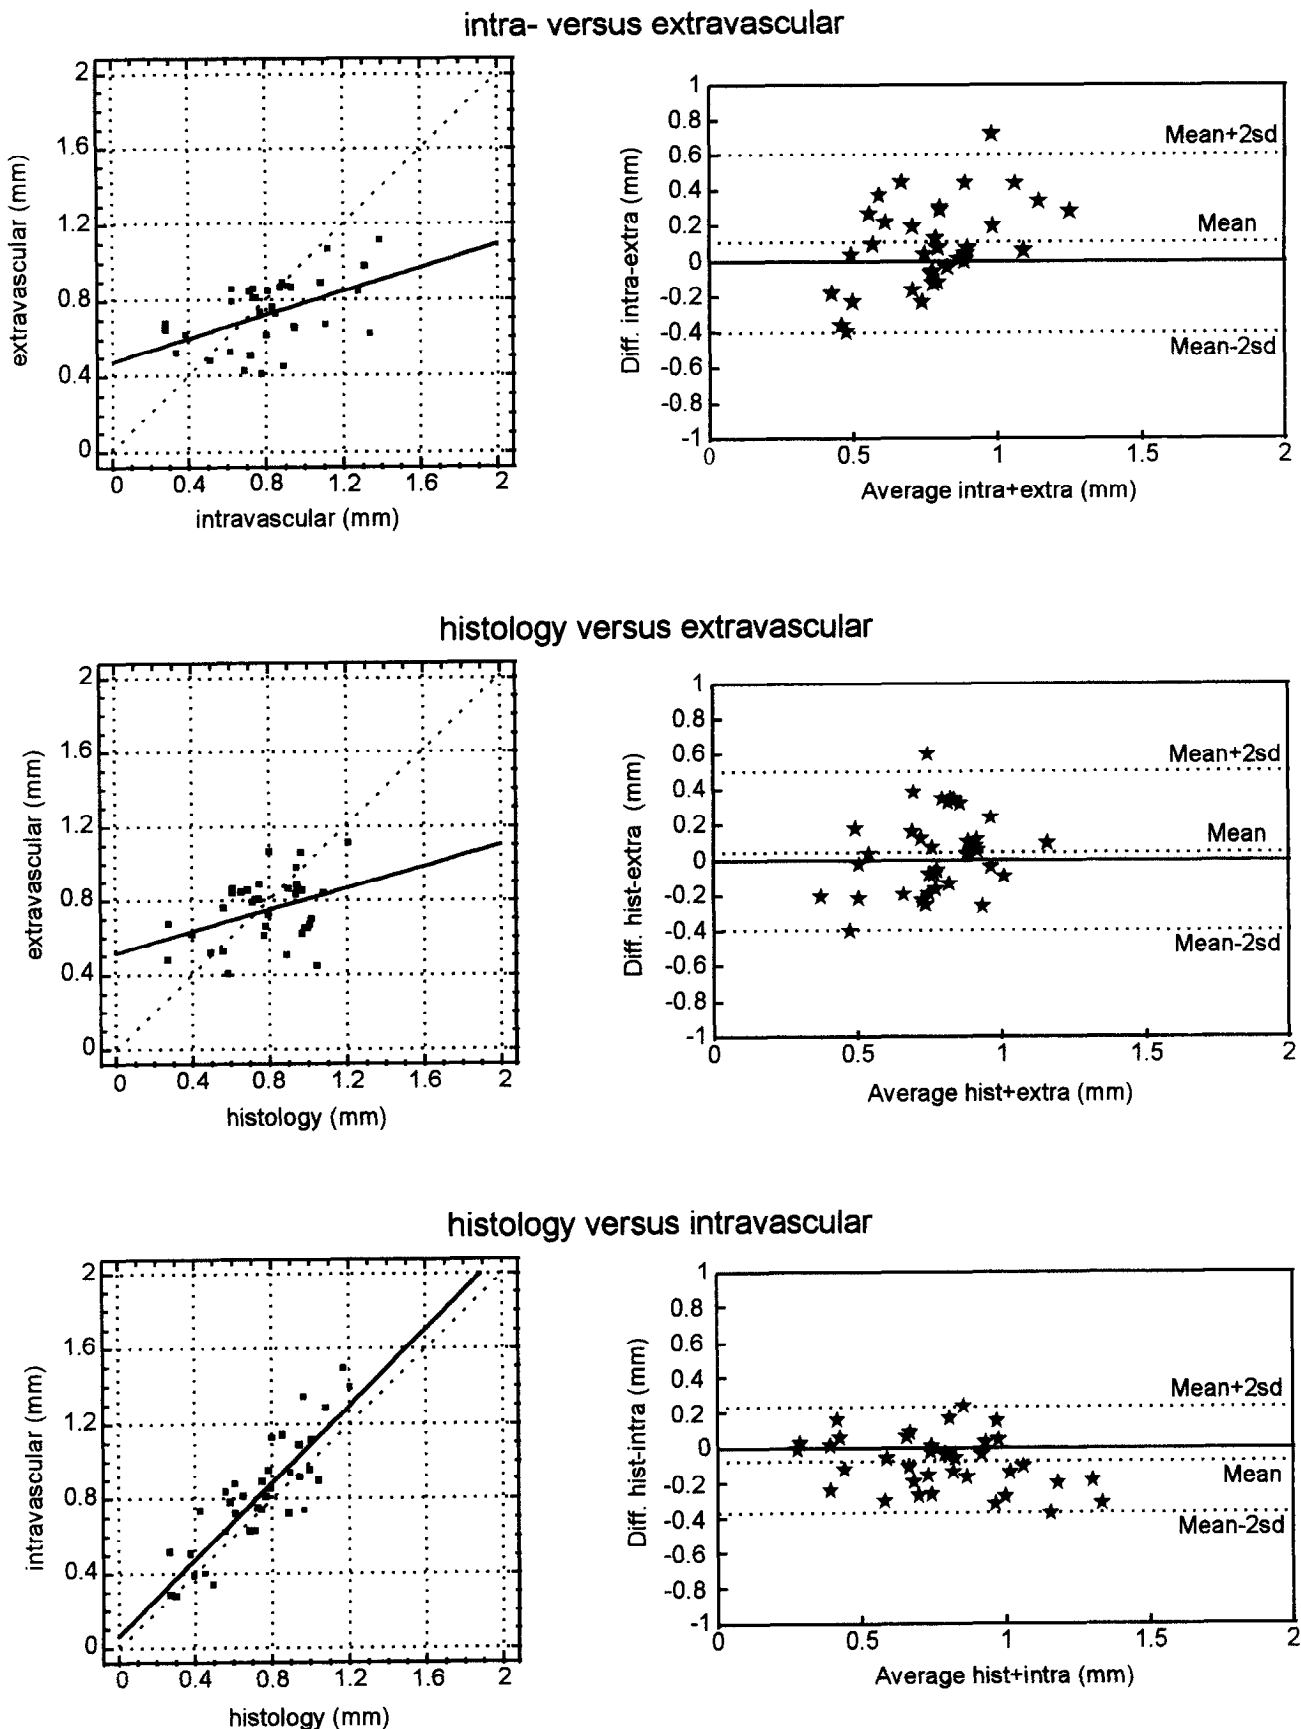 intra- versus extravascular
2
1.6
1.2
0.8
0.4
0
extravascular (mm)
0 0.4 0.8 1.2 1.6 2
intravascular (mm)
1
0.8
0.6
0.4
0.2
0
-0.2
-0.4
-0.6
-0.8
-1
Diff. intra-extra (mm)
Mean+2sd
Mean
Mean-2sd
0 0.5 1 1.5 2
Average intra+extra (mm)
histology versus extravascular
2
1.6
1.2
0.8
0.4
0
extravascular (mm)
0 0.4 0.8 1.2 1.6 2
histology (mm)
1
0.8
0.6
0.4
0.2
0
-0.2
-0.4
-0.6
-0.8
-1
Diff. hist-extra (mm)
Mean+2sd
Mean
Mean-2sd
0 0.5 1 1.5 2
Average hist+extra (mm)
histology versus intravascular
2
1.6
1.2
0.8
0.4
0
intravascular (mm)
0 0.4 0.8 1.2 1.6 2
histology (mm)
1
0.8
0.6
0.4
0.2
0
-0.2
-0.4
-0.6
-0.8
-1
Diff. hist-intra (mm)
Mean+2sd
Mean
Mean-2sd
0 0.5 1 1.5 2
Average hist+intra (mm)